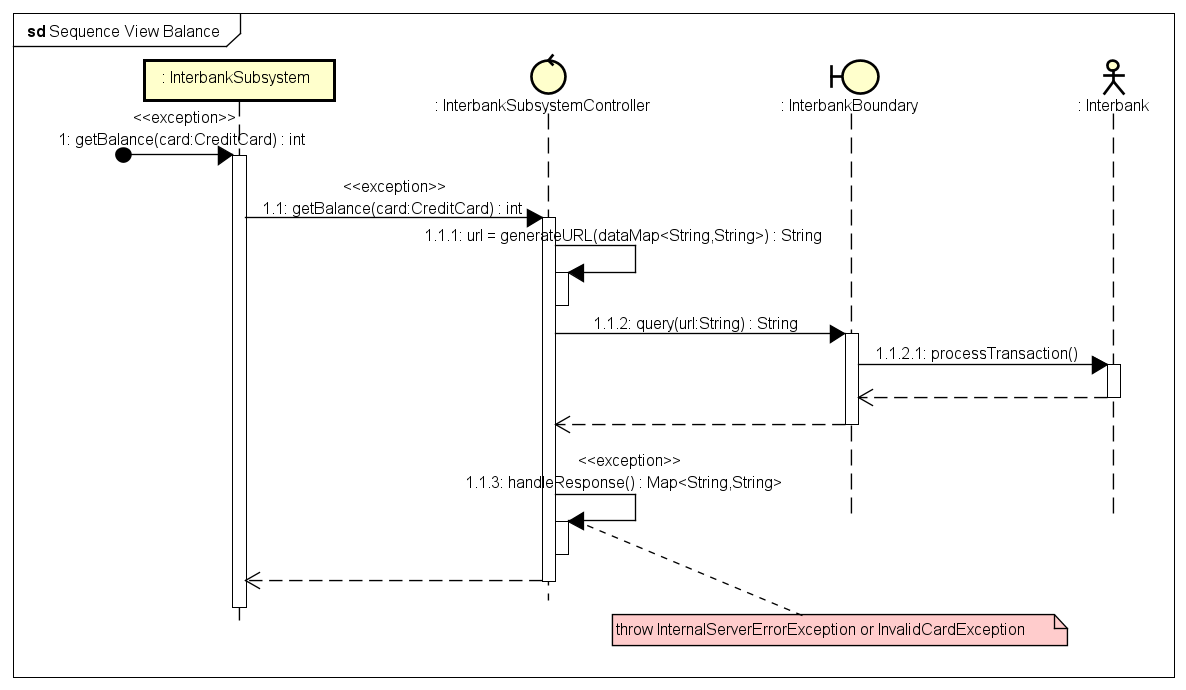 sd Sequence View Balance
: InterbankSubsystem
: InterbankSubsystemController
: InterbankBoundary
: Interbank
<<exception>>
1: getBalance(card:CreditCard) : int
<<exception>>
1.1: getBalance(card:CreditCard) : int
1.1.1: url = generateURL(dataMap<String,String>) : String
1.1.2: query(url:String) : String
1.1.2.1: processTransaction()
<<exception>>
1.1.3: handleResponse() : Map<String,String>
throw InternalServerErrorException or InvalidCardException